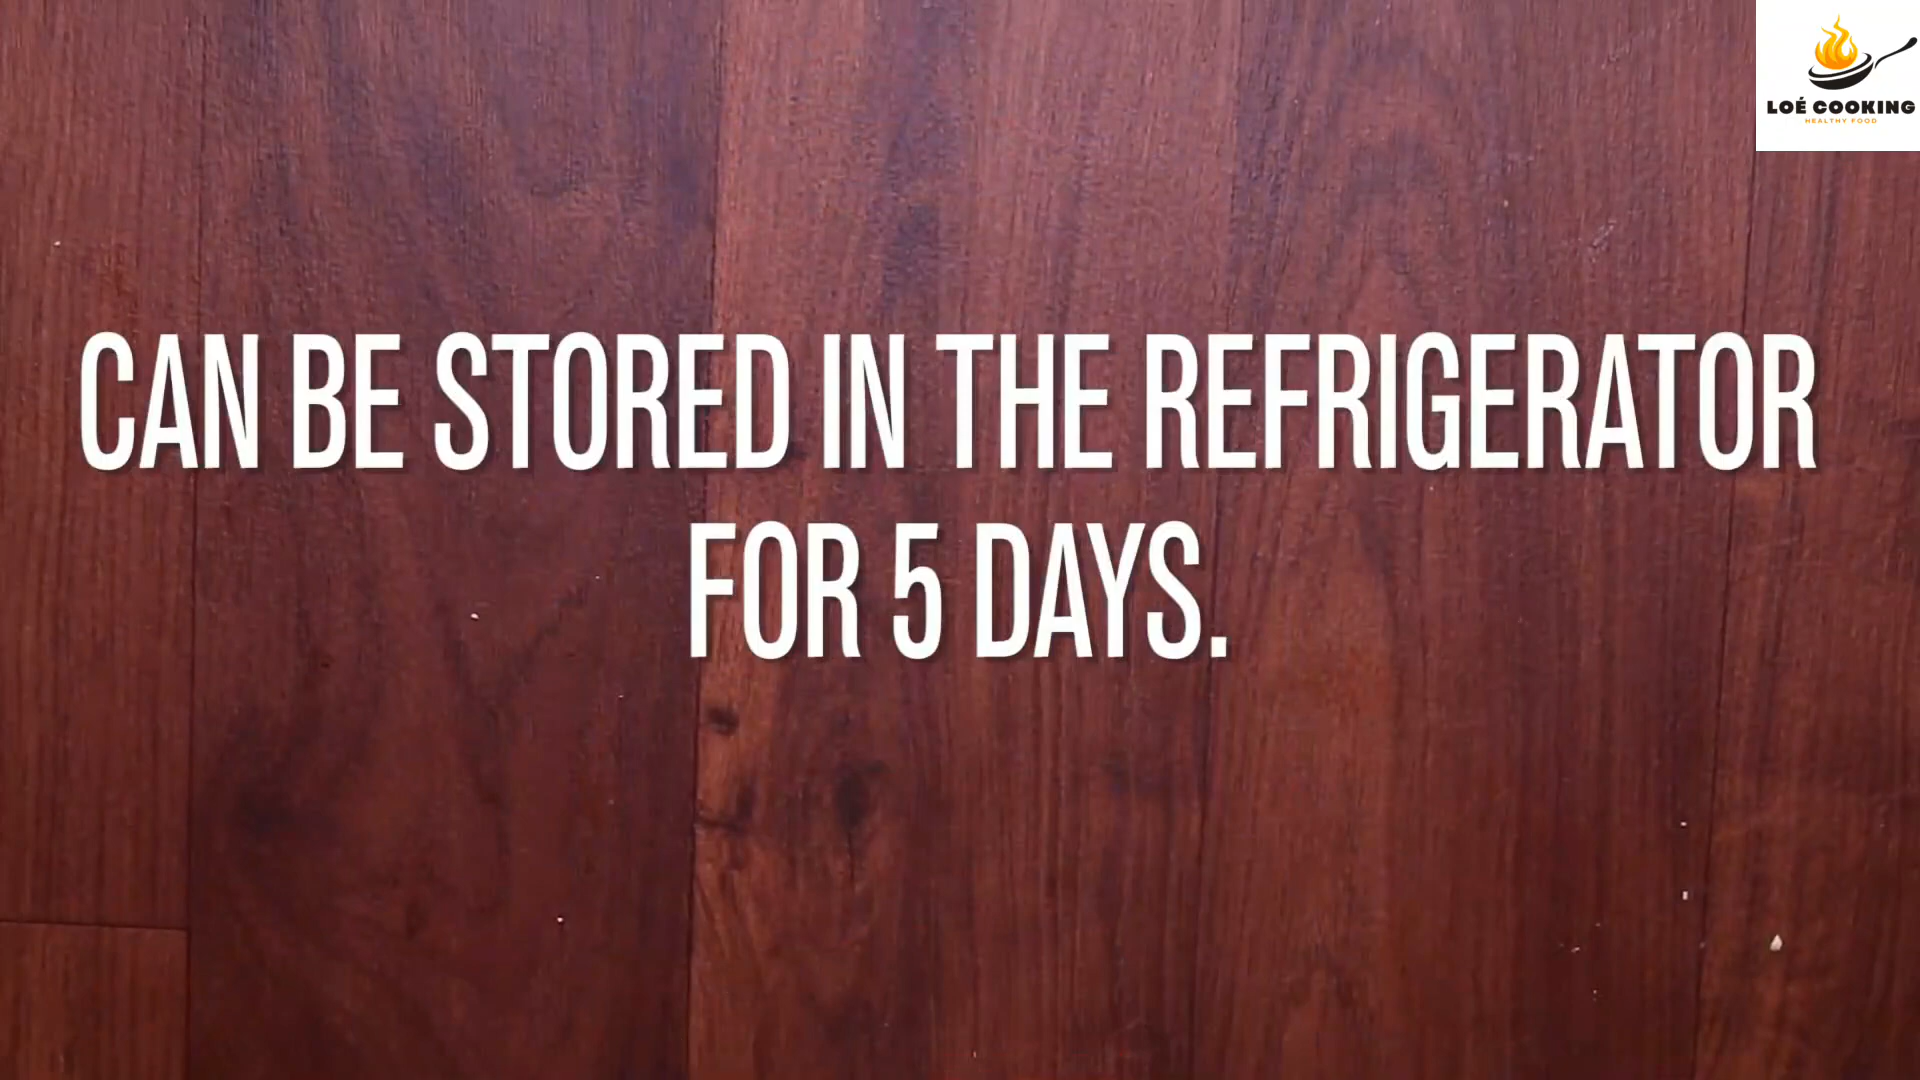 LOÉ COOKING
HEALTHY FOOD
CAN BE STORED IN THE REFRIGERATOR
FOR 5 DAYS.